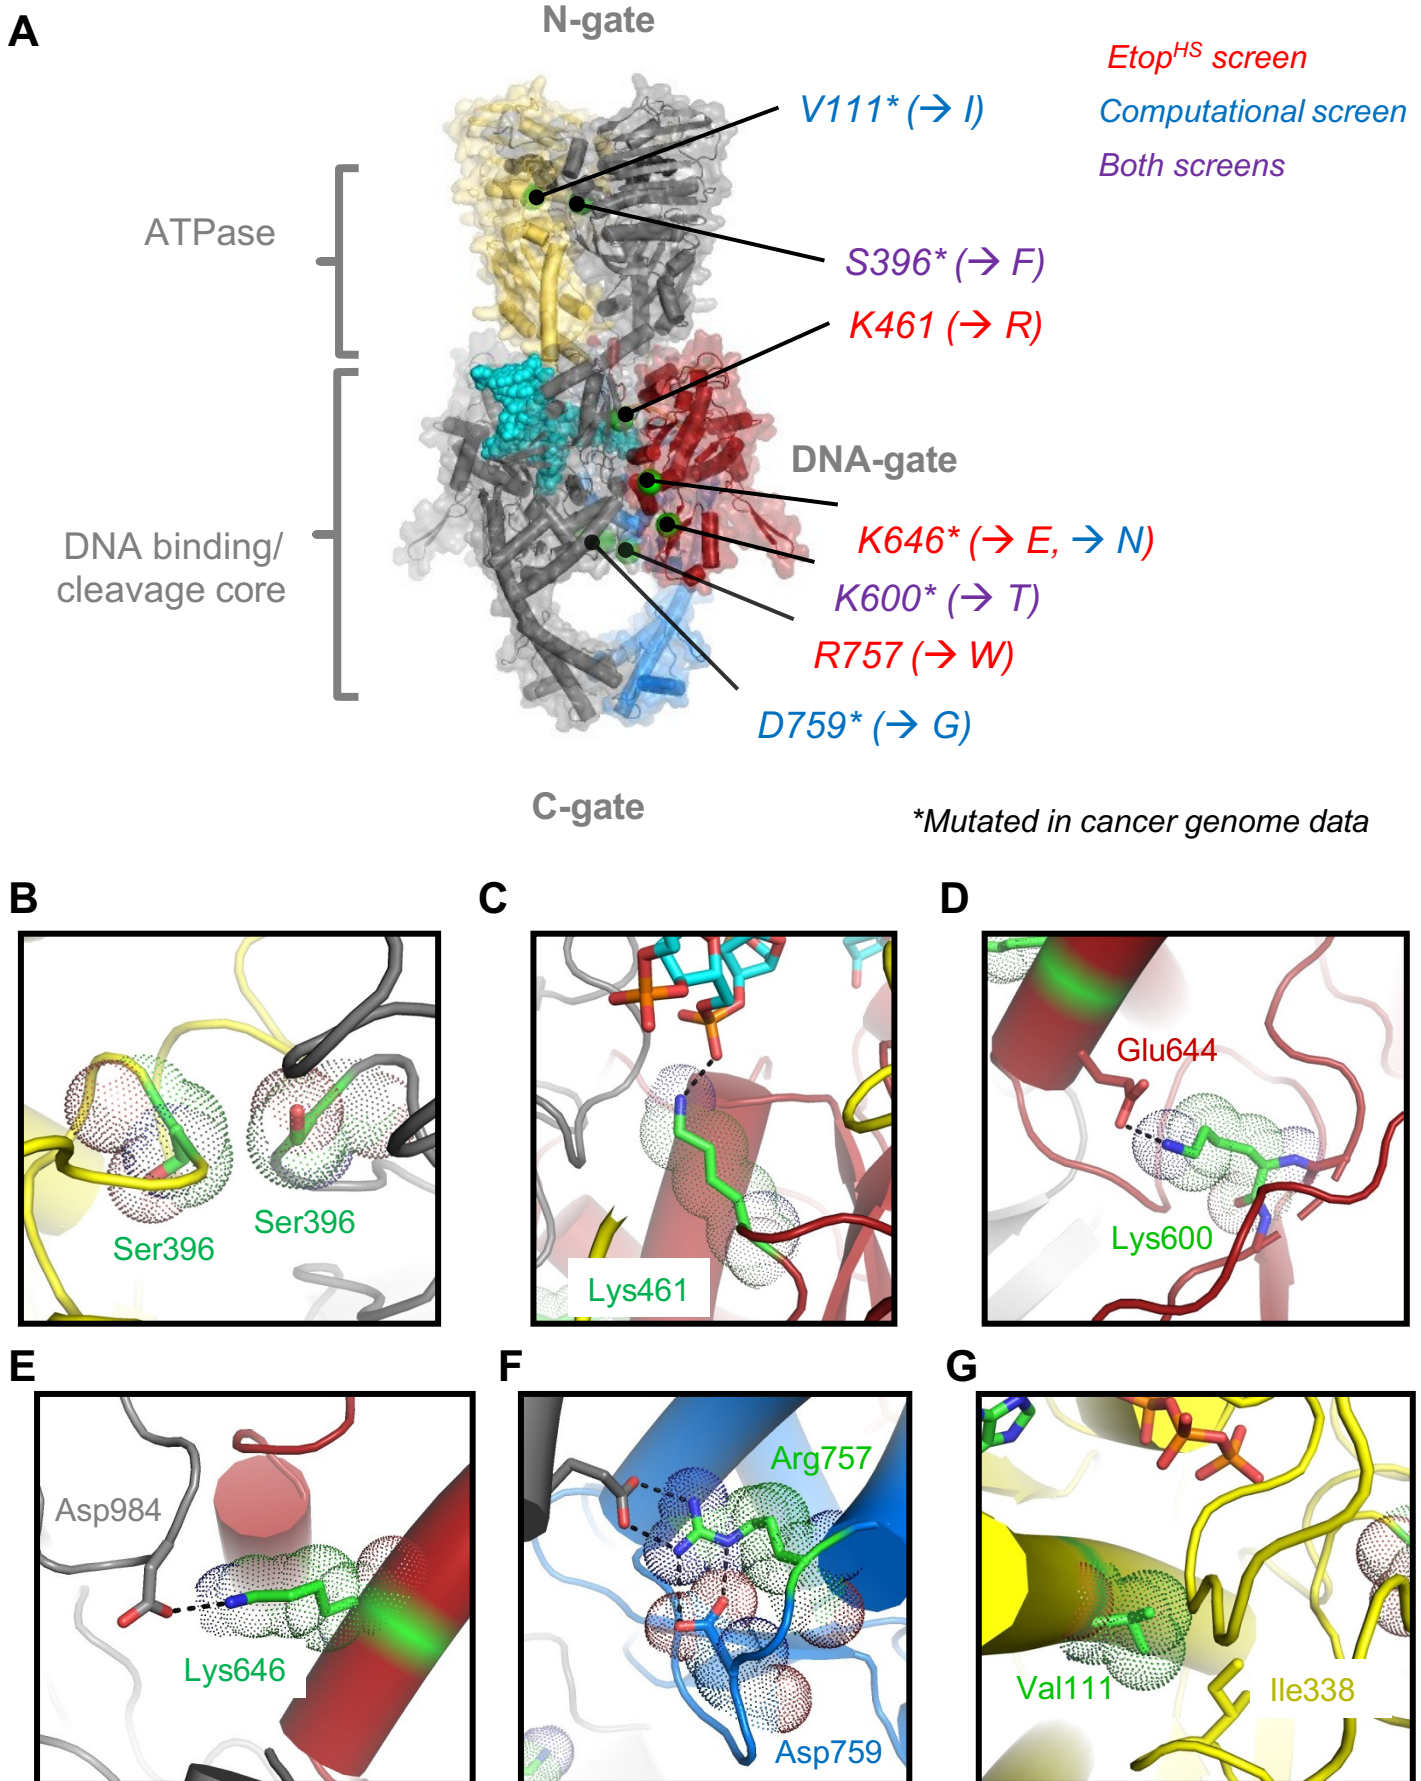 A
N-gate
Etop^HS screen
Computational screen
Both screens
V111* (→ I)
ATPase
S396* (→ F)
K461 (→ R)
DNA-gate
DNA binding/
cleavage core
K646* (→ E, → N)
K600* (→ T)
R757 (→ W)
D759* (→ G)
C-gate
*Mutated in cancer genome data
B
Ser396
Ser396
C
Lys461
D
Glu644
Lys600
E
Asp984
Lys646
F
Arg757
Asp759
G
Val111
Ile338